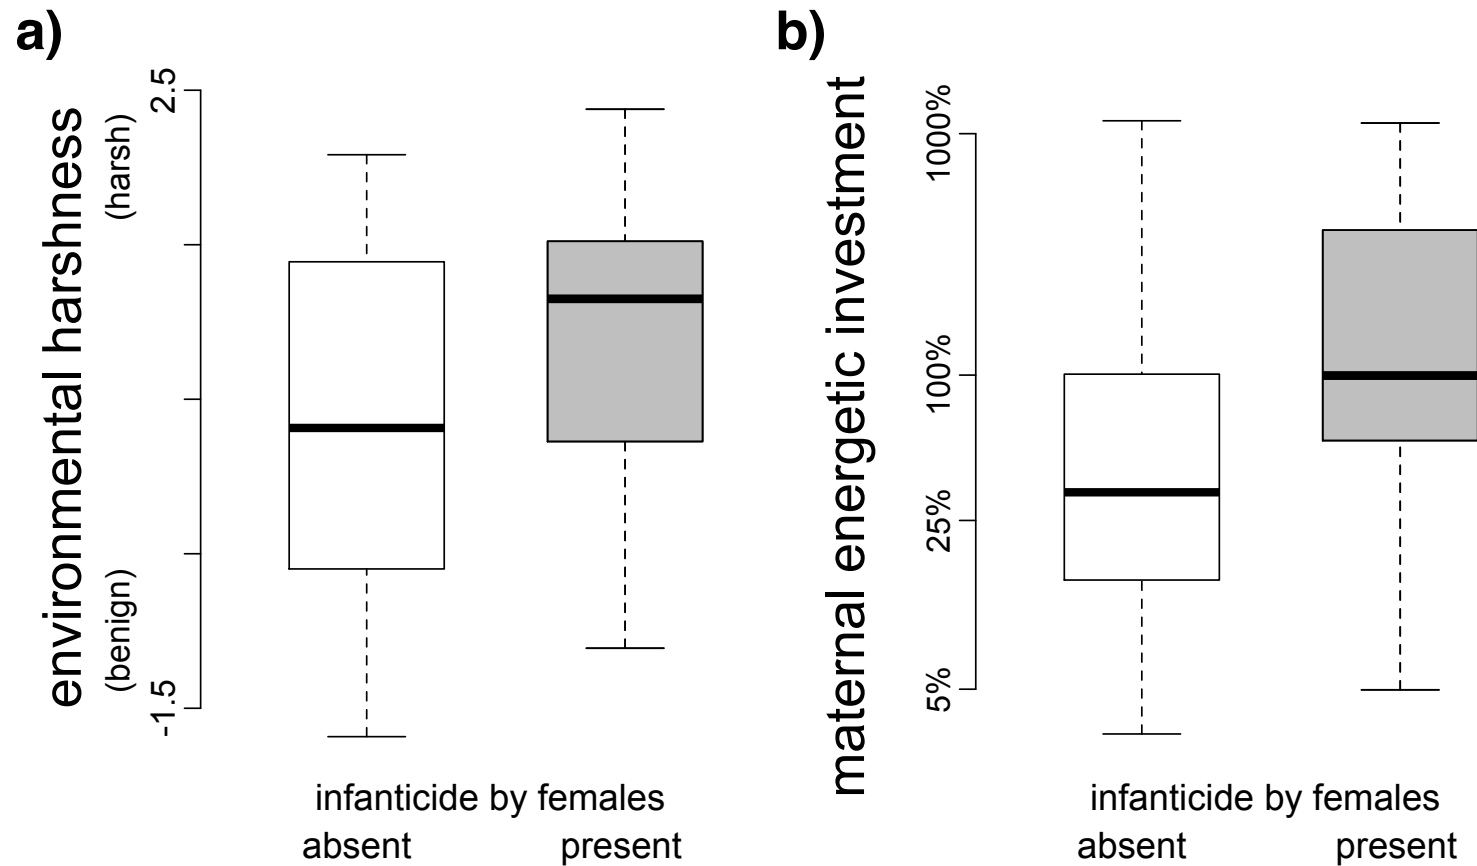 a)
environmental harshness
(benign)
(harsh)
-1.5
2.5
infanticide by females
absent
present
b)
maternal energetic investment
5%
25%
100%
1000%
infanticide by females
absent
present